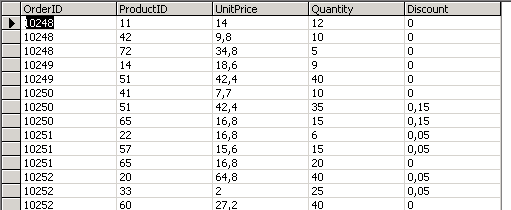 OrderID ProductID UnitPrice Quantity Discount
10248 11 14 12 0
10248 42 9,8 10 0
10248 72 34,8 5 0
10249 14 18,6 9 0
10249 51 42,4 40 0
10250 41 7,7 10 0
10250 51 42,4 35 0,15
10250 65 16,8 15 0,15
10251 22 16,8 6 0,05
10251 57 15,6 15 0,05
10251 65 16,8 20 0
10252 20 64,8 40 0,05
10252 33 2 25 0,05
10252 60 27,2 40 0